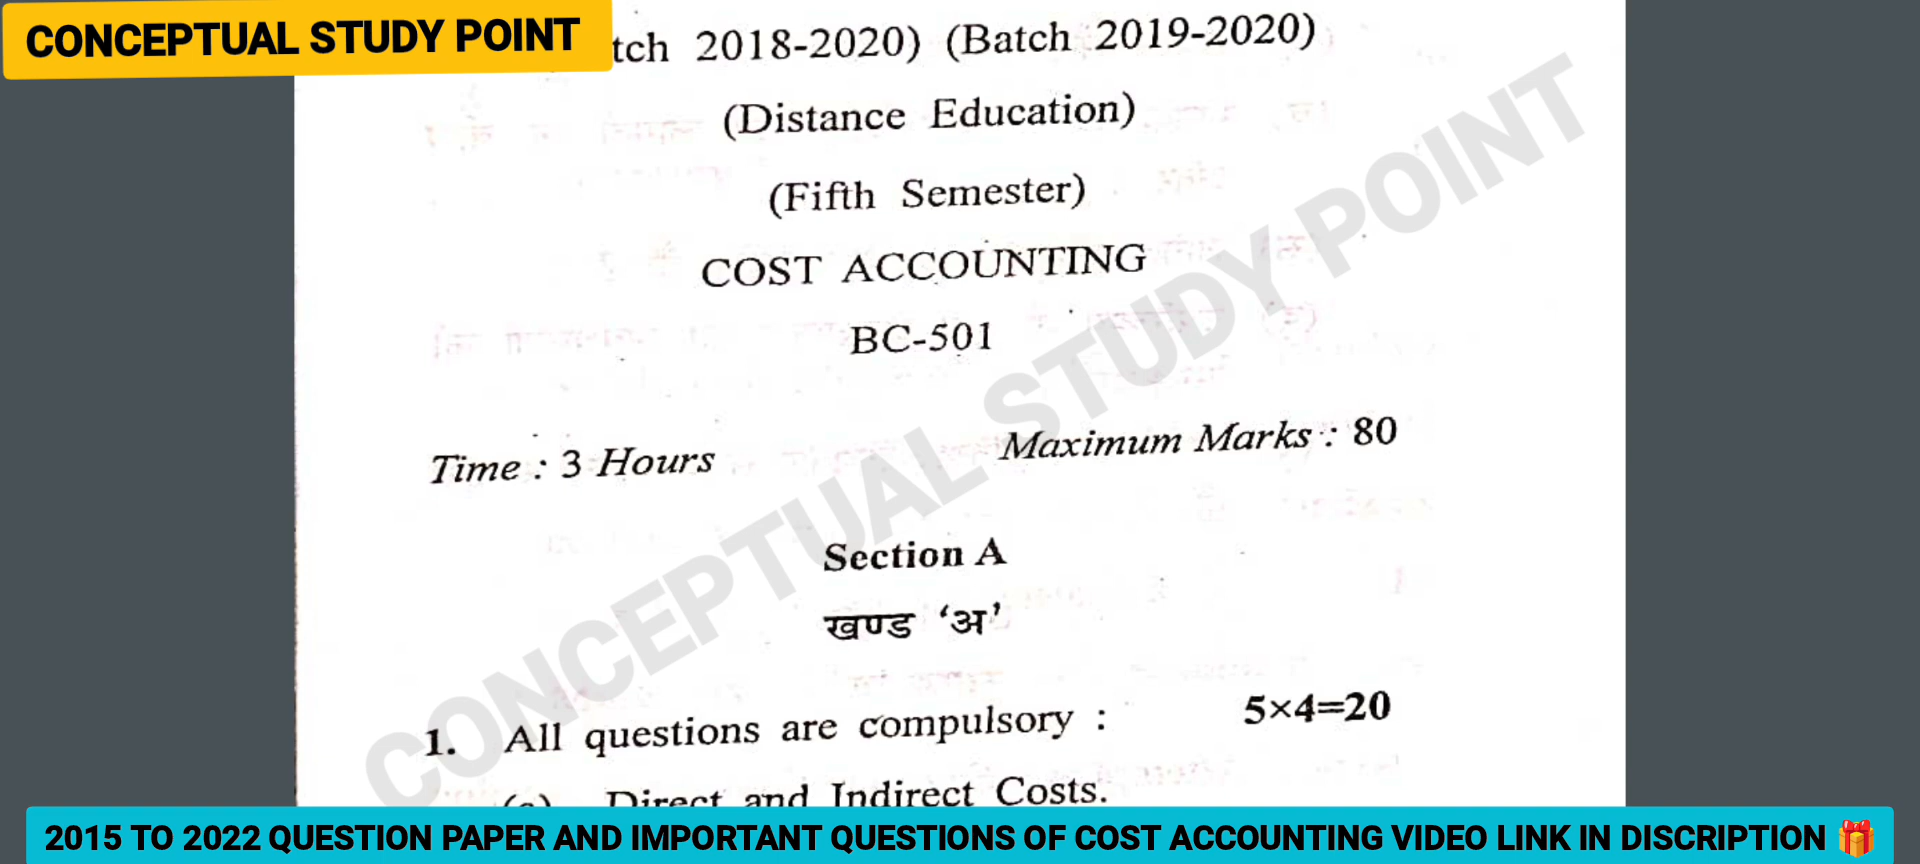 CONCEPTUAL STUDY POINT
tch 2018-2020) (Batch 2019-2020)
(Distance Education)
(Fifth Semester)
COST ACCOUNTING
BC-501
Time : 3 Hours Maximum Marks : 80
Section A
खण्ड ‘अ’
1. All questions are compulsory : 5×4=20
(a) Direct and Indirect Costs.
CONCEPTUAL STUDY POINT
2015 TO 2022 QUESTION PAPER AND IMPORTANT QUESTIONS OF COST ACCOUNTING VIDEO LINK IN DISCRIPTION 🎁